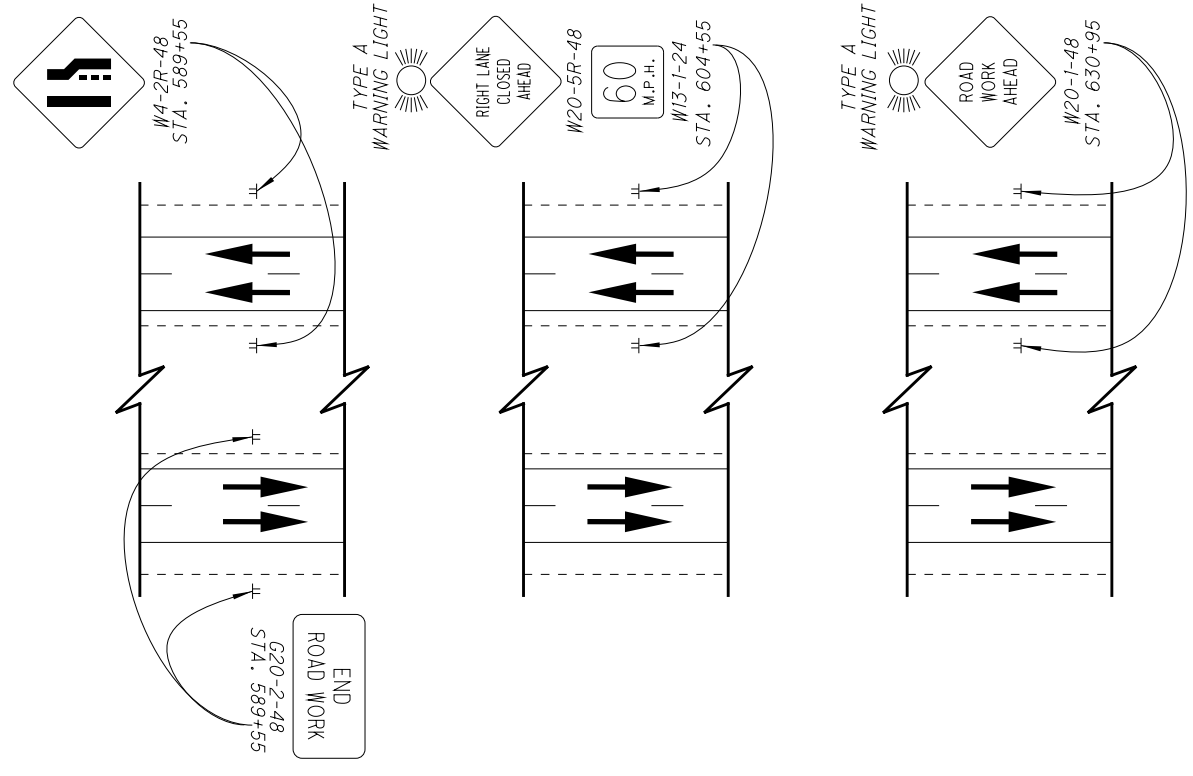 W4-2R-48
STA. 589+55
TYPE A
WARNING LIGHT
RIGHT LANE
CLOSED
AHEAD
W20-5R-48
60
M.P.H.
W13-1-24
STA. 604+55
TYPE A
WARNING LIGHT
ROAD
WORK
AHEAD
W20-1-48
STA. 630+95
END
ROAD WORK
G20-2-48
STA. 589+55